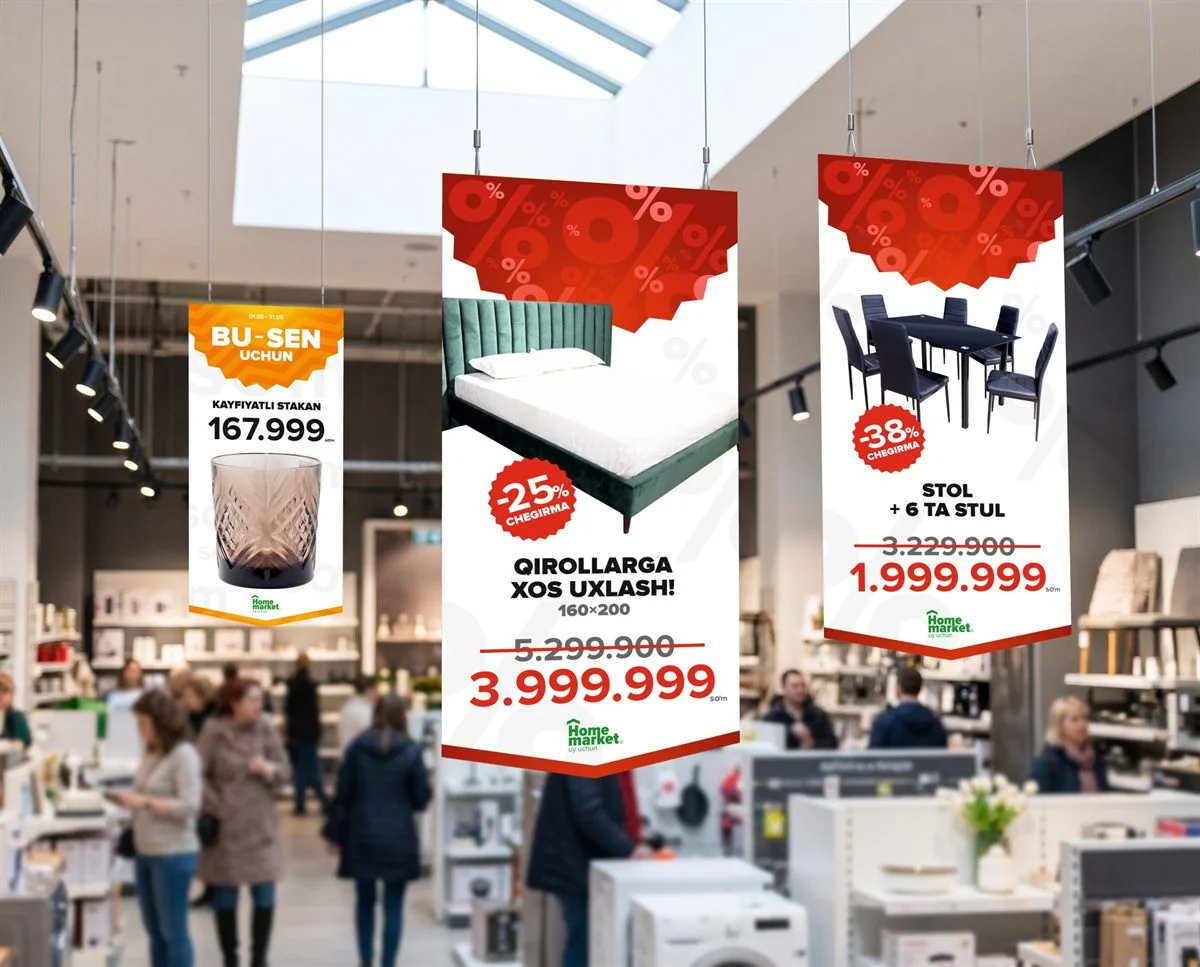 01.05 - 31.05
BU-SEN
UCHUN
KAYFIYATLI STAKAN
167.999
so'm
Home
market
uy uchun
-25%
CHEGIRMA
QIROLLARGA
XOS UXLASH!
160×200
5.299.900
3.999.999 so'm
Home
market
uy uchun
-38%
CHEGIRMA
STOL
+ 6 TA STUL
3.229.900
1.999.999 so'm
Home
market
uy uchun